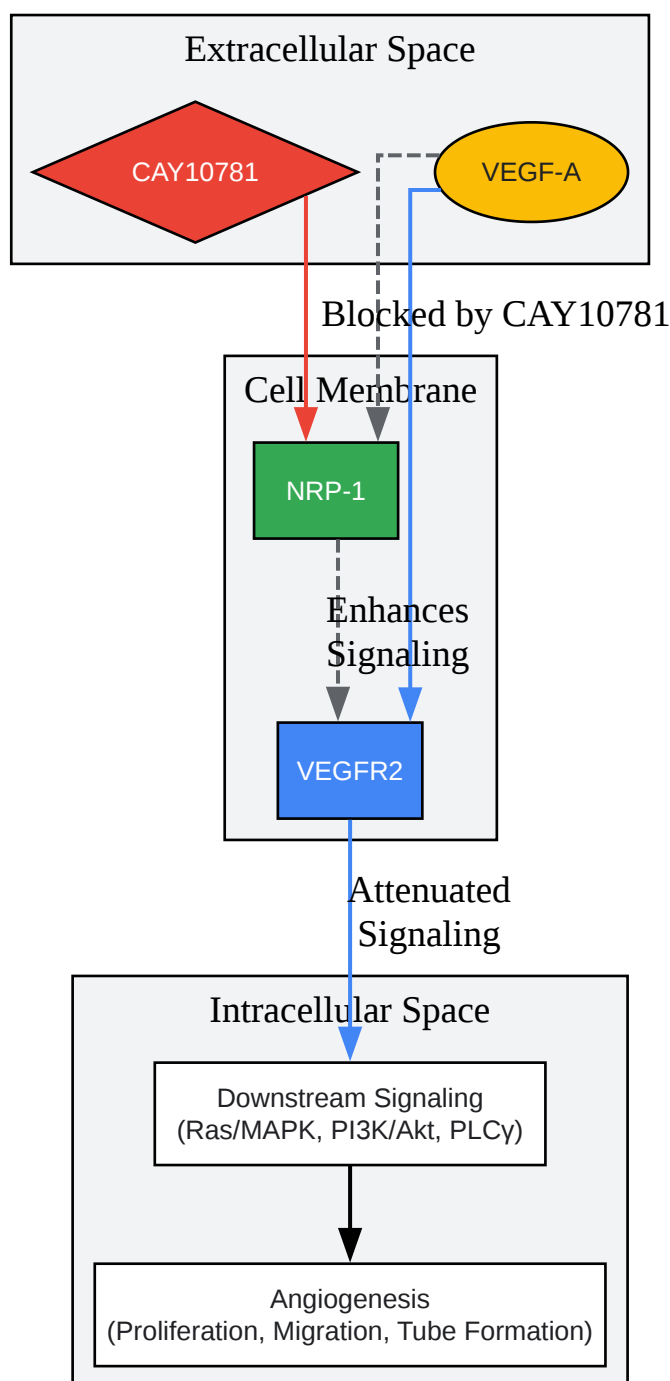 Extracellular Space
CAY10781
VEGF-A
Blocked by CAY10781
Cell Membrane
NRP-1
Enhances
Signaling
VEGFR2
Attenuated
Signaling
Intracellular Space
Downstream Signaling
(Ras/MAPK, PI3K/Akt, PLCγ)
Angiogenesis
(Proliferation, Migration, Tube Formation)